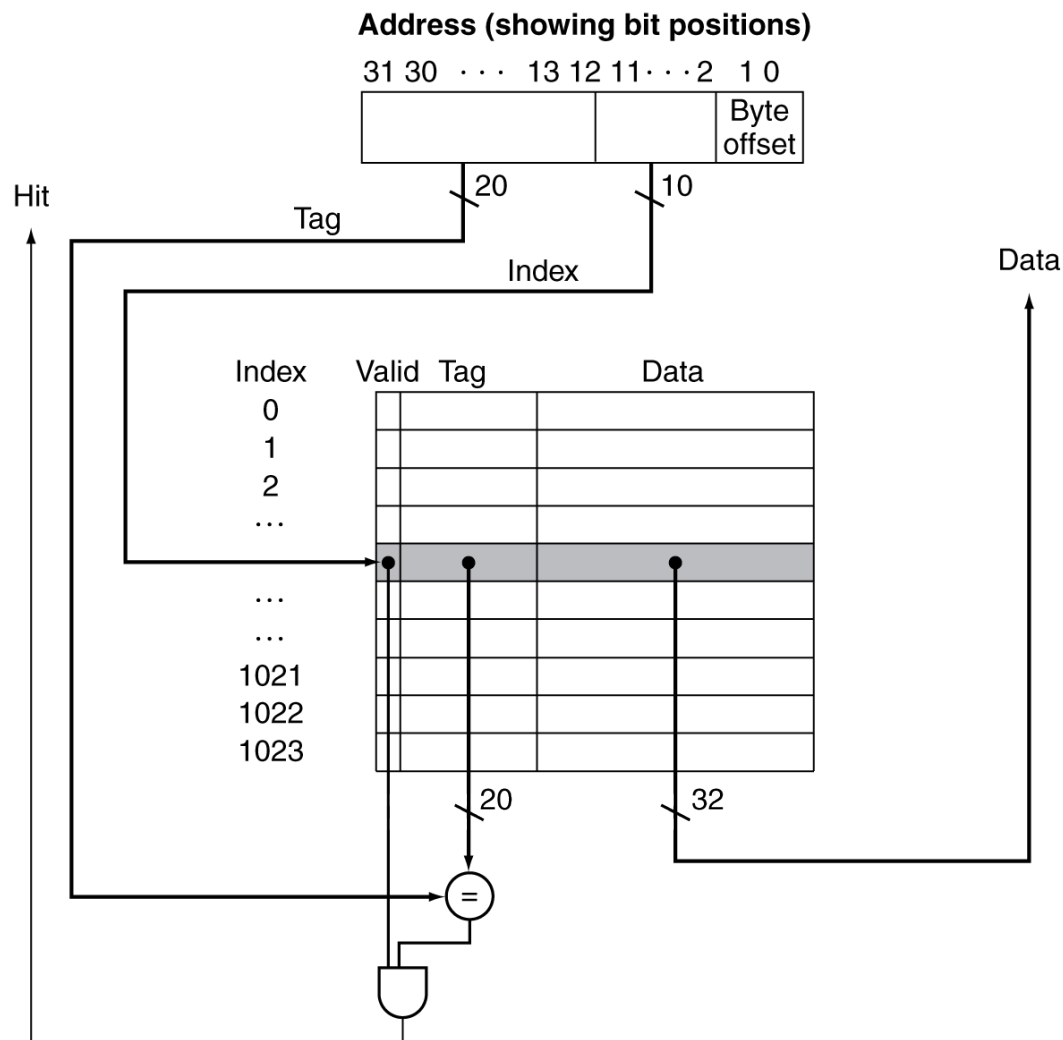 Address (showing bit positions)
31 30 ··· 13 12 11 ··· 2 1 0
Byte
offset
20 10
Hit
Tag
Data
Index
Index Valid Tag Data
0
1
2
...
...
...
1021
1022
1023
20 32
=